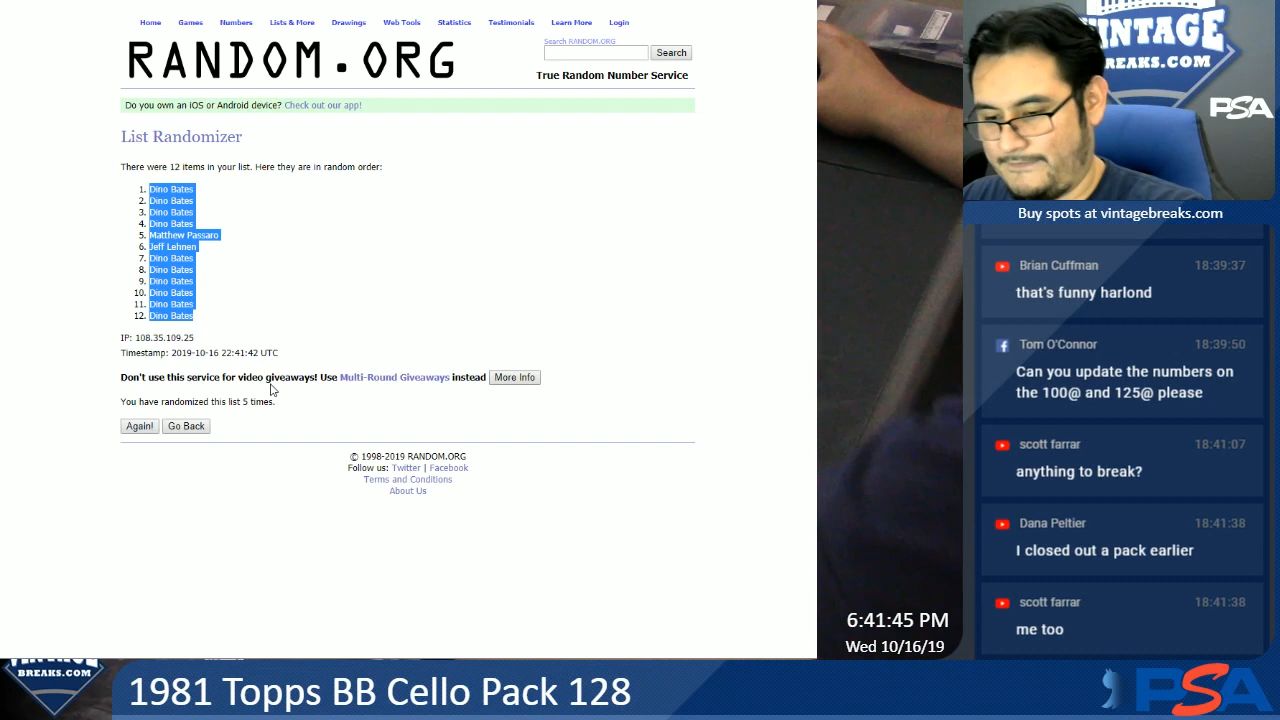 Home Games Numbers Lists & More Drawings Web Tools Statistics Testimonials Learn More Login
RANDOM.ORG
Search RANDOM.ORG
Search
True Random Number Service
Do you own an iOS or Android device? Check out our app!
List Randomizer
There were 12 items in your list. Here they are in random order:
1. Dino Bates
2. Dino Bates
3. Dino Bates
4. Dino Bates
5. Matthew Passaro
6. Jeff Lehnen
7. Dino Bates
8. Dino Bates
9. Dino Bates
10. Dino Bates
11. Dino Bates
12. Dino Bates
IP: 108.35.109.25
Timestamp: 2019-10-16 22:41:42 UTC
Don't use this service for video giveaways! Use Multi-Round Giveaways instead More Info
You have randomized this list 5 times.
Again! Go Back
© 1998-2019 RANDOM.ORG
Follow us: Twitter | Facebook
Terms and Conditions
About Us
VINTAGE
BREAKS.COM
PSA
Buy spots at vintagebreaks.com
Brian Cuffman 18:39:37
that's funny harlond
Tom O'Connor 18:39:50
Can you update the numbers on
the 100@ and 125@ please
scott farrar 18:41:07
anything to break?
Dana Peltier 18:41:38
I closed out a pack earlier
scott farrar 18:41:38
me too
6:41:45 PM
Wed 10/16/19
VINTAGE
BREAKS.COM
1981 Topps BB Cello Pack 128
PSA